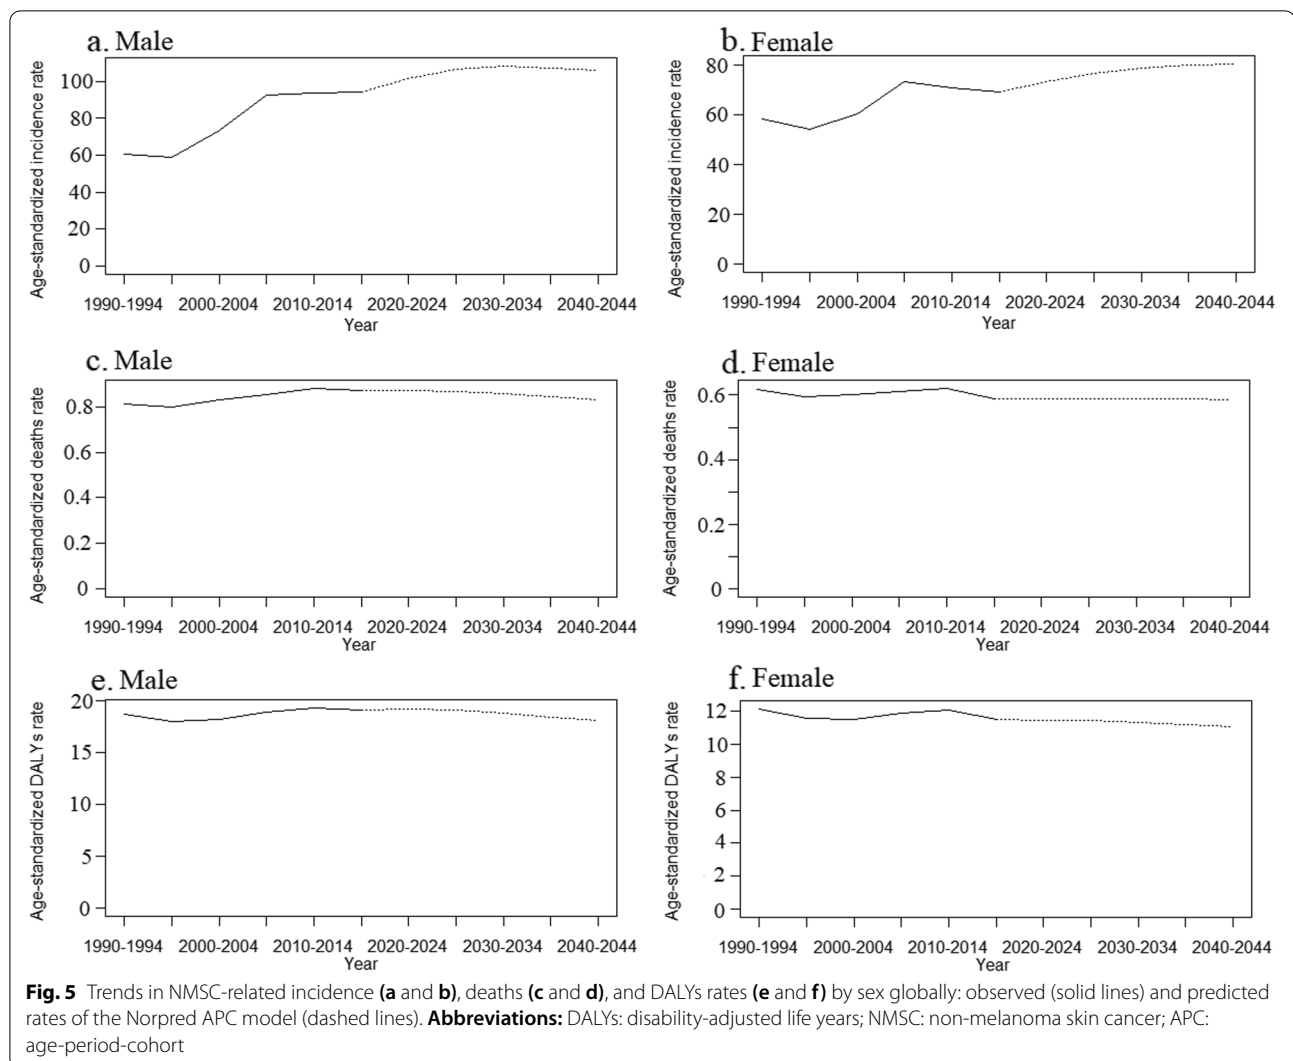 a. Male
Age-standardized incidence rate
100
80
60
40
20
0
1990-1994 2000-2004 2010-2014 2020-2024 2030-2034 2040-2044
Year
b. Female
Age-standardized incidence rate
80
60
40
20
0
1990-1994 2000-2004 2010-2014 2020-2024 2030-2034 2040-2044
Year
c. Male
Age-standardized deaths rate
0.8
0.6
0.4
0.2
0
1990-1994 2000-2004 2010-2014 2020-2024 2030-2034 2040-2044
Year
d. Female
Age-standardized deaths rate
0.6
0.4
0.2
0
1990-1994 2000-2004 2010-2014 2020-2024 2030-2034 2040-2044
Year
e. Male
Age-standardized DALYs rate
20
15
10
5
0
1990-1994 2000-2004 2010-2014 2020-2024 2030-2034 2040-2044
Year
f. Female
Age-standardized DALYs rate
12
10
8
6
4
2
0
1990-1994 2000-2004 2010-2014 2020-2024 2030-2034 2040-2044
Year
Fig. 5 Trends in NMSC-related incidence (a and b), deaths (c and d), and DALYs rates (e and f) by sex globally: observed (solid lines) and predicted
rates of the Norpred APC model (dashed lines). Abbreviations: DALYs: disability-adjusted life years; NMSC: non-melanoma skin cancer; APC:
age-period-cohort